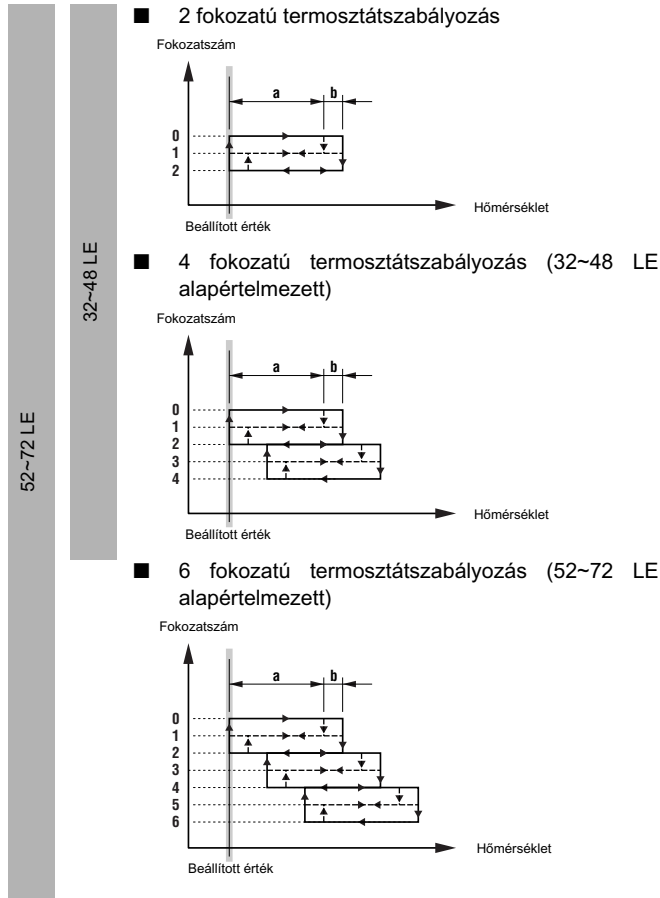 ■ 2 fokozatú termosztátszabályozás
Fokozatszám
a b
0
1
2
Hőmérséklet
Beállított érték
32~48 LE
■ 4 fokozatú termosztátszabályozás (32~48 LE
alapértelmezett)
Fokozatszám
a b
0
1
2
3
4
Hőmérséklet
Beállított érték
52~72 LE
■ 6 fokozatú termosztátszabályozás (52~72 LE
alapértelmezett)
Fokozatszám
a b
0
1
2
3
4
5
6
Hőmérséklet
Beállított érték